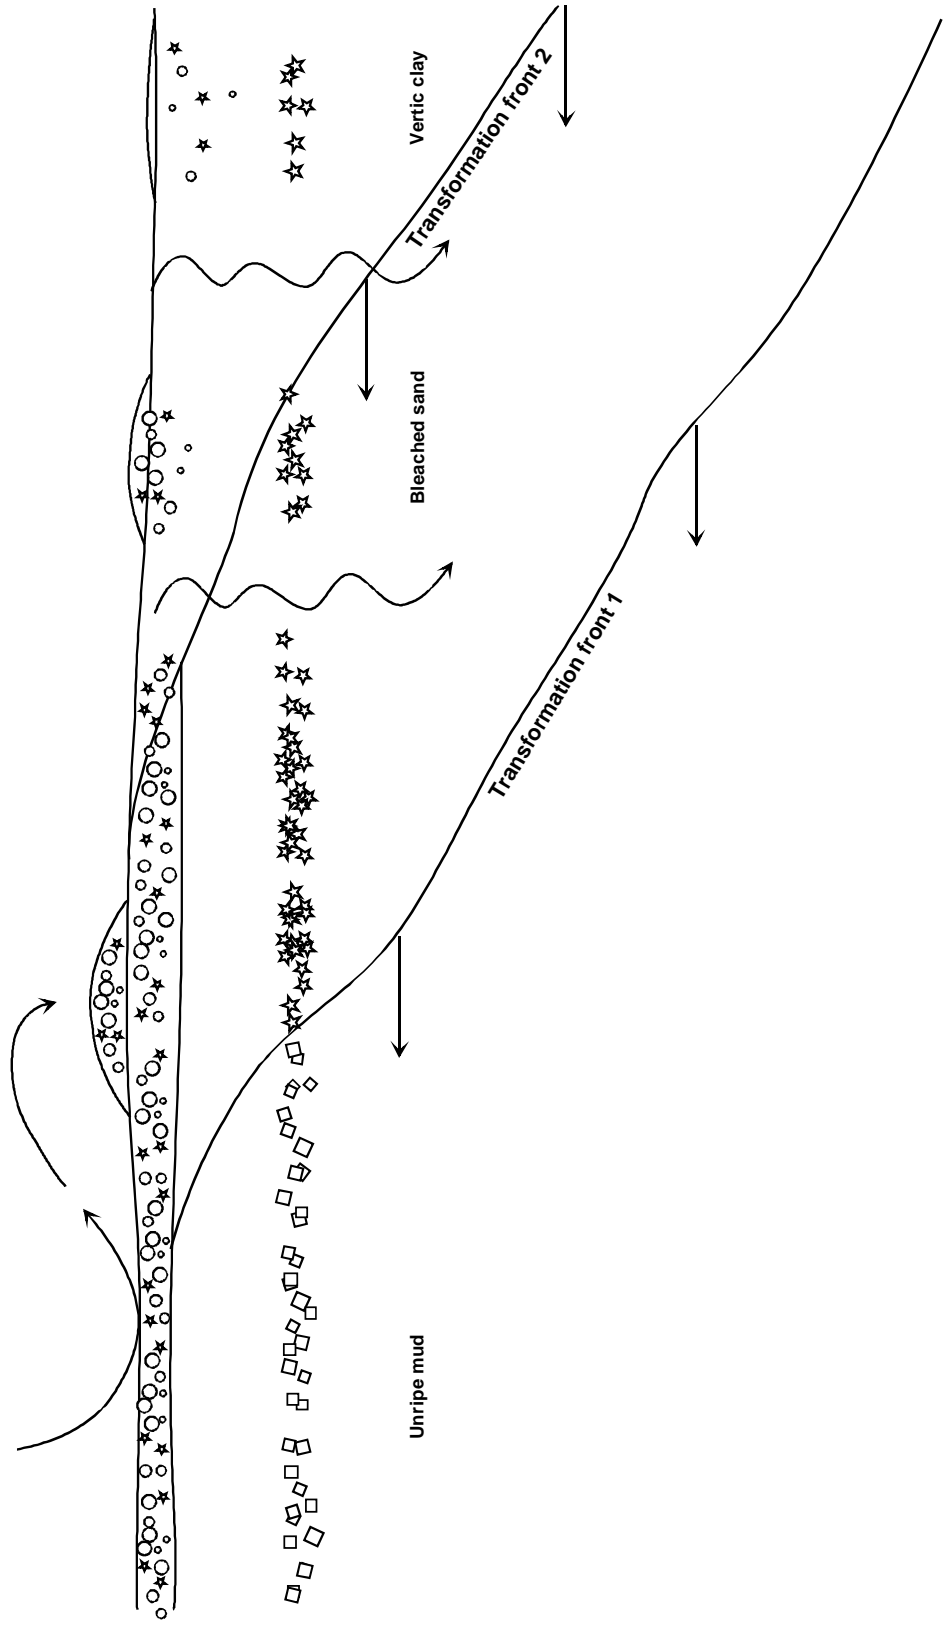 Vertic clay
Transformation front 2
Bleached sand
Transformation front 1
Unripe mud